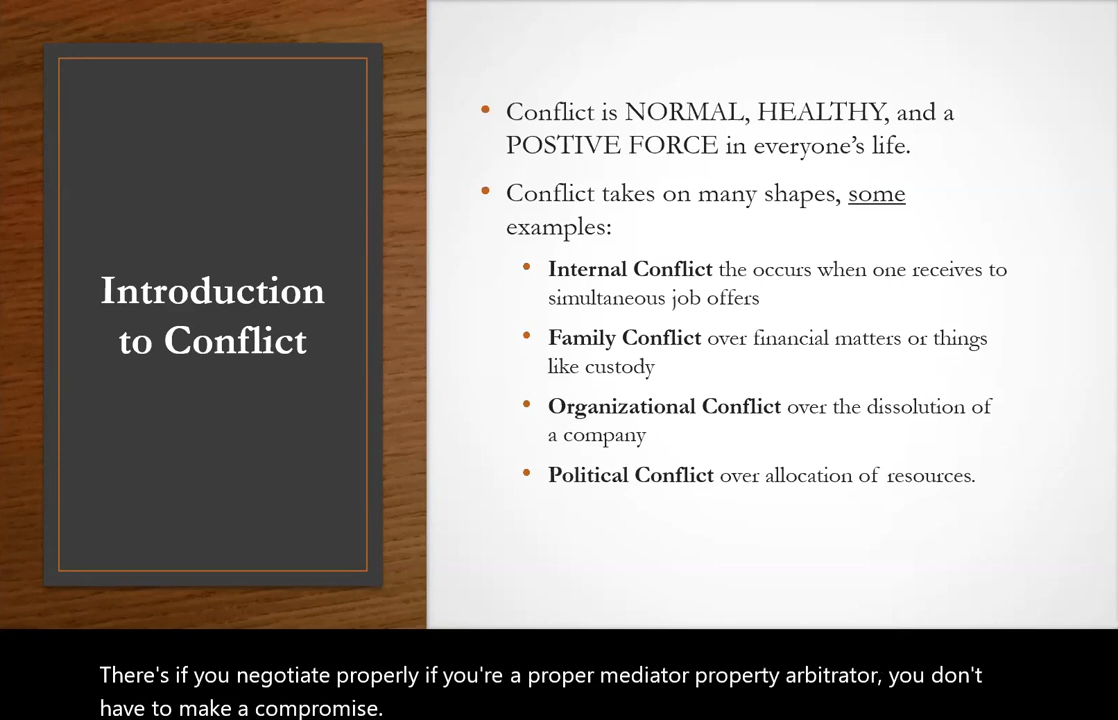 Introduction
to Conflict
Conflict is NORMAL, HEALTHY, and a
POSTIVE FORCE in everyone’s life.
Conflict takes on many shapes, some
examples:
Internal Conflict the occurs when one receives to
simultaneous job offers
Family Conflict over financial matters or things
like custody
Organizational Conflict over the dissolution of
a company
Political Conflict over allocation of resources.
There's if you negotiate properly if you're a proper mediator property arbitrator, you don't
have to make a compromise.